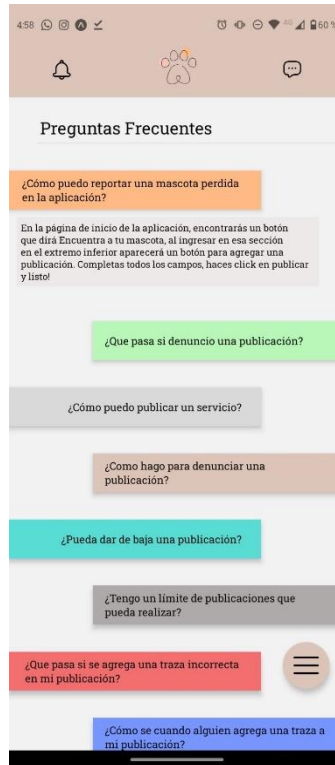 4:58
4G
60%
Preguntas Frecuentes
¿Cómo puedo reportar una mascota perdida
en la aplicación?
En la página de inicio de la aplicación, encontrarás un botón
que dirá Encuentra a tu mascota, al ingresar en esa sección
en el extremo inferior aparecerá un botón para agregar una
publicación. Completas todos los campos, haces click en publicar
y listo!
¿Que pasa si denuncio una publicación?
¿Cómo puedo publicar un servicio?
¿Como hago para denunciar una
publicación?
¿Pueda dar de baja una publicación?
¿Tengo un límite de publicaciones que
pueda realizar?
¿Que pasa si se agrega una traza incorrecta
en mi publicación?
¿Cómo se cuando alguien agrega una traza a
mi publicación?